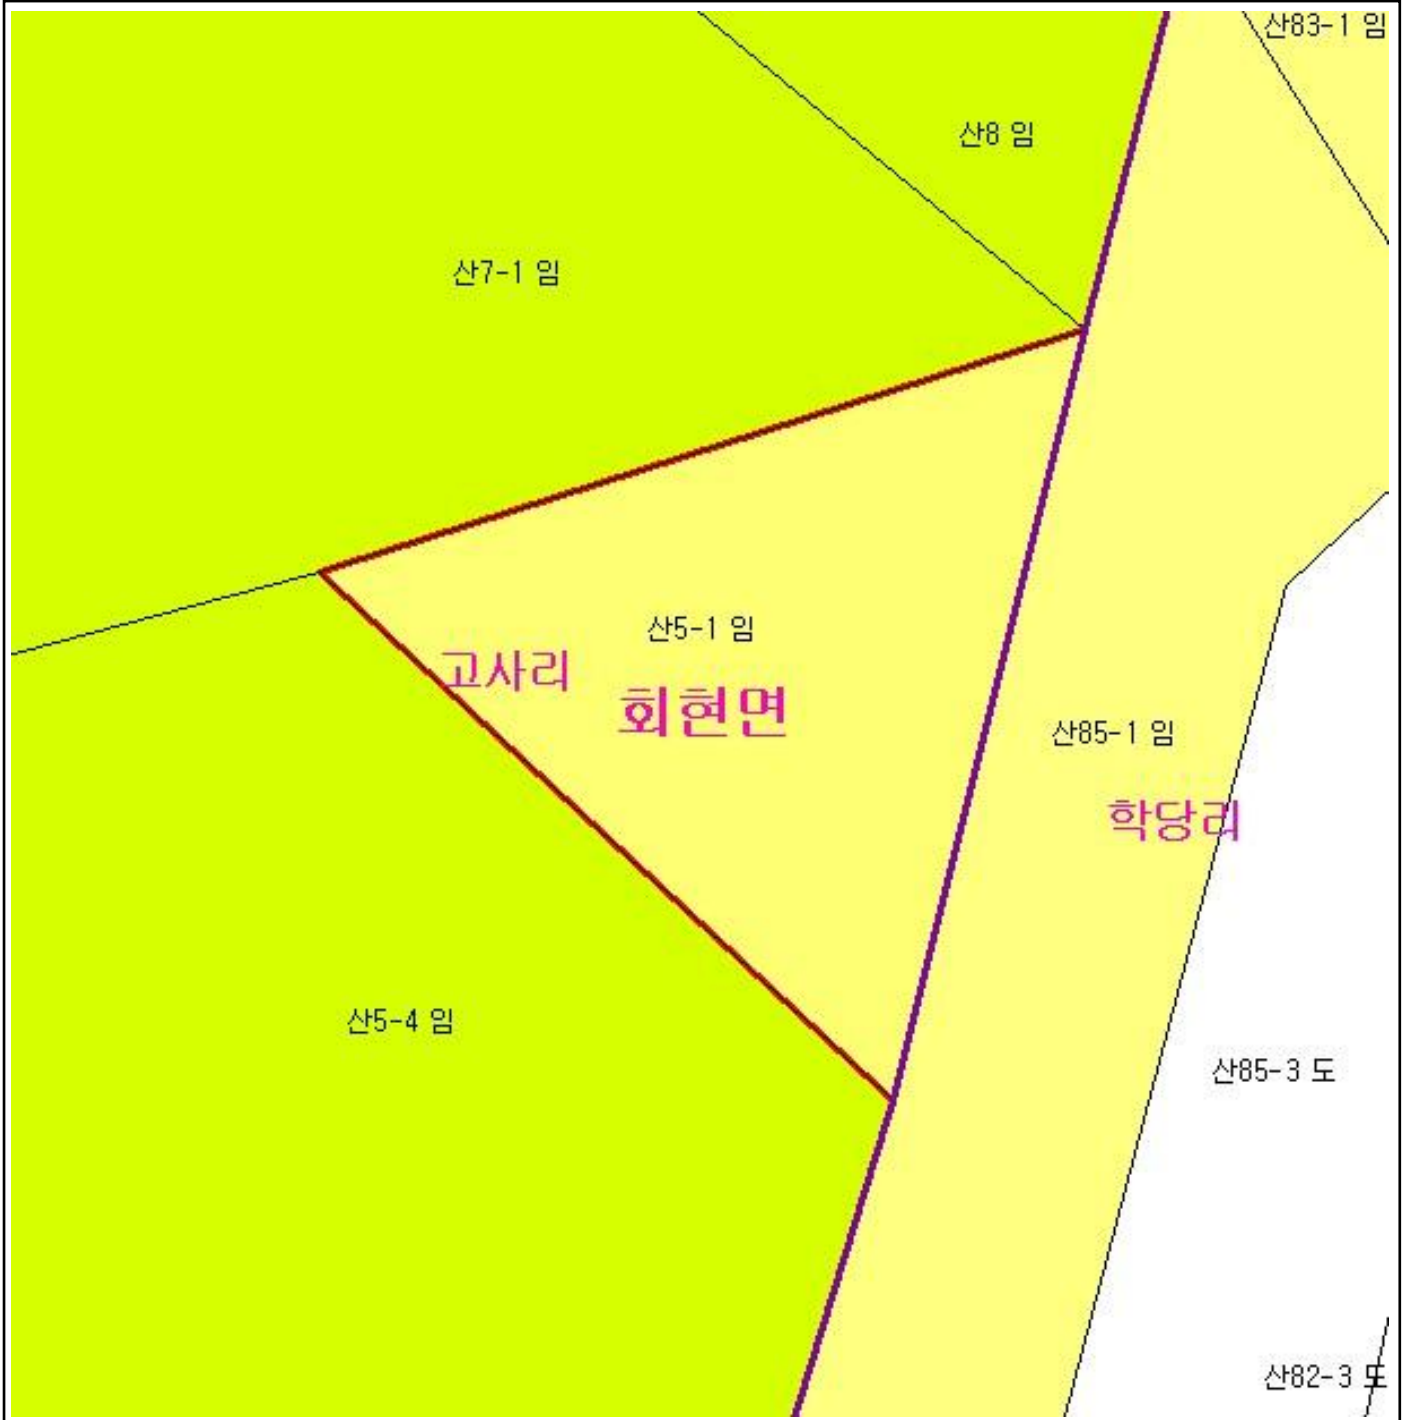 산83-1 임
산8 임
산7-1 임
산5-1 임
고사리
회현면
산85-1 임
학당리
산5-4 임
산85-3 도
산82-3 도